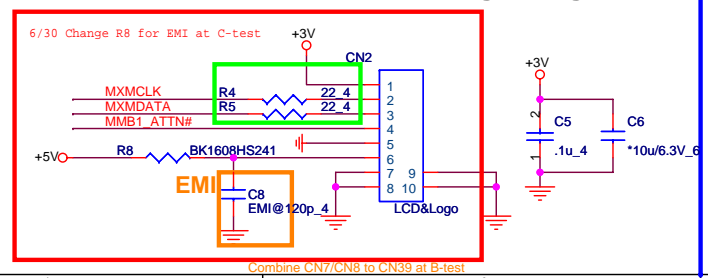 6/30 Change R8 for EMI at C-test
+3V
CN2
MXMCLK R4 22_4 1
2
MXMDATA R5 22_4 3
MMB1_ATTN# 4
5
+5V R8 BK1608HS241 6
7 9
8 10
EMI
C8
EMI@120p_4
LCD&Logo
+3V
2
1
C5
.1u_4
C6
*10u/6.3V_6
Combine CN7/CN8 to CN39 at B-test